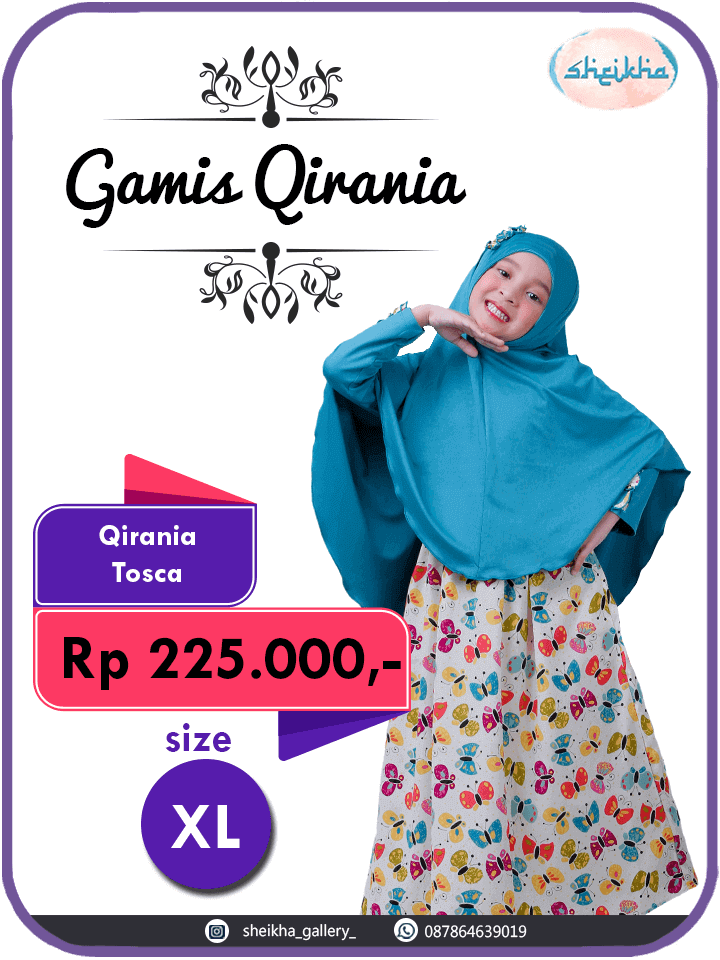 sheikha
Gamis Qirania
Qirania
Tosca
Rp 225.000,-
size
XL
sheikha_gallery_ 087864639019